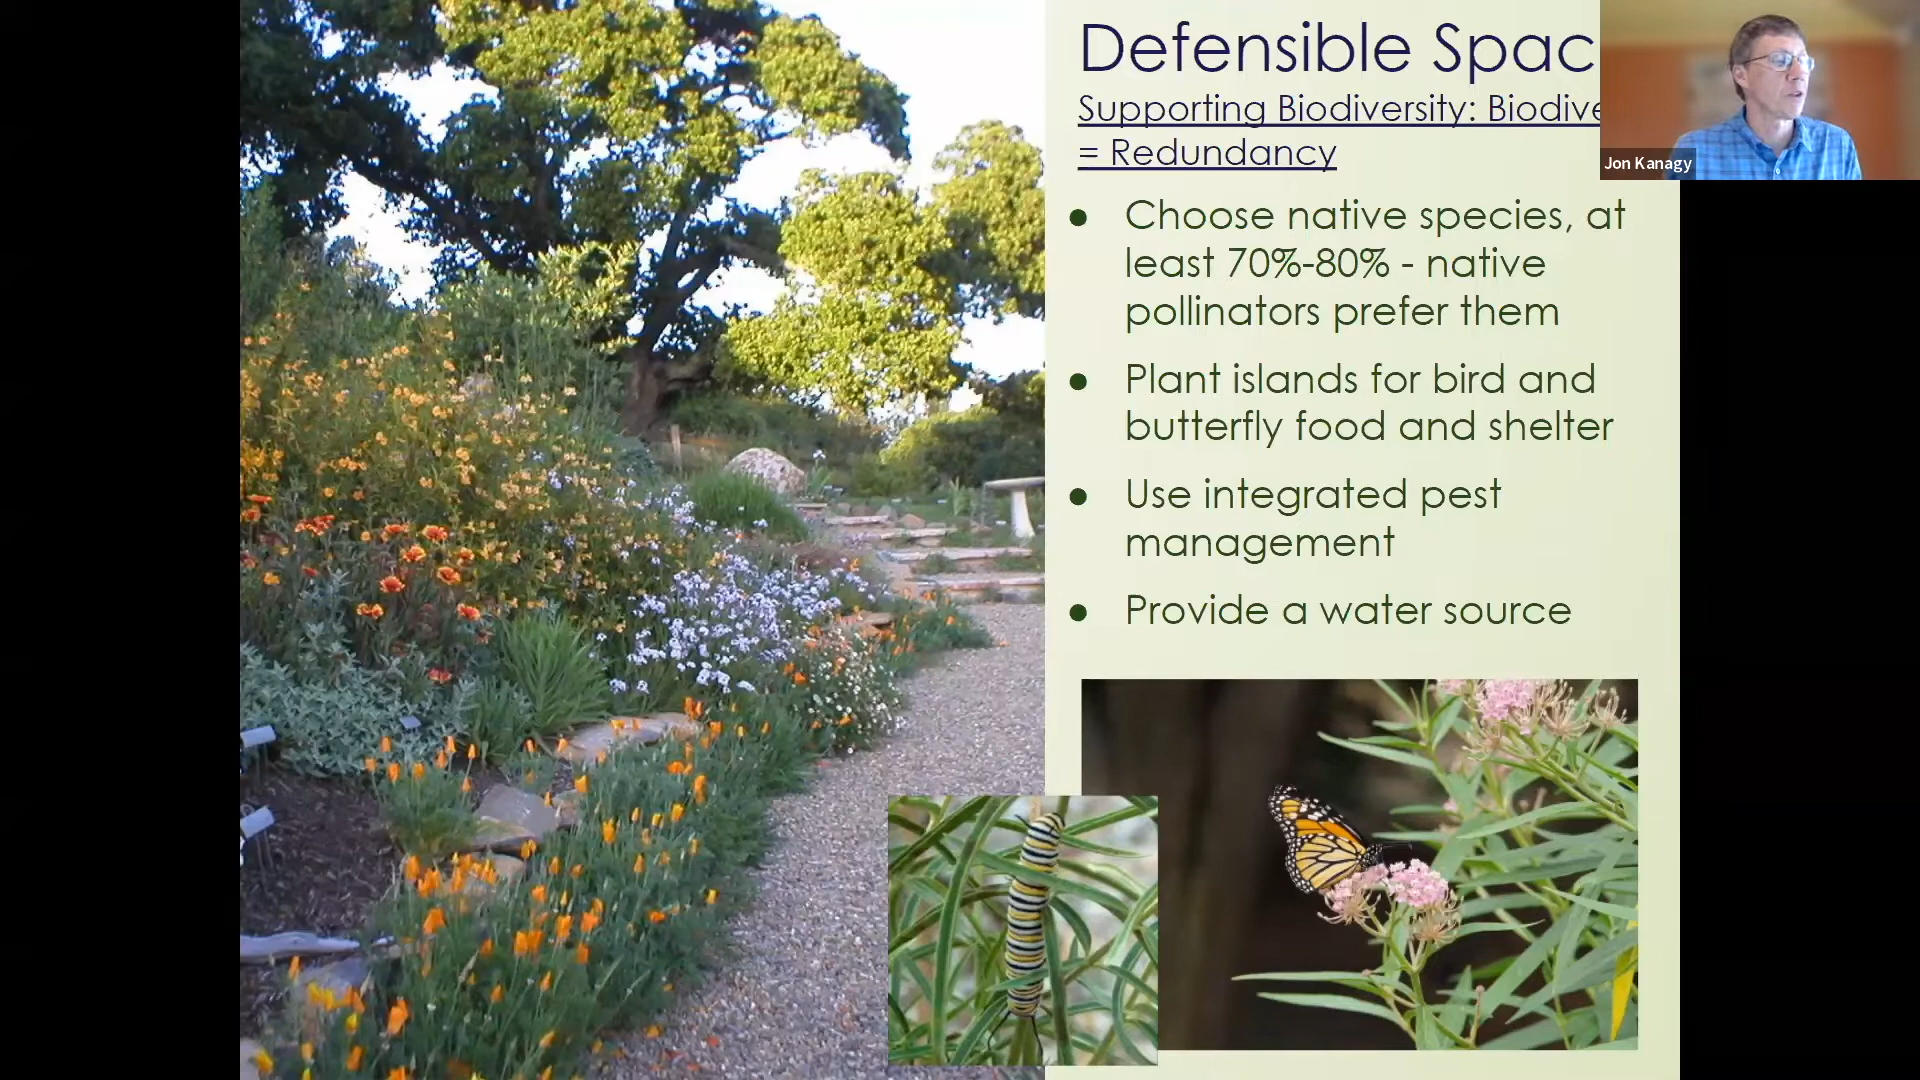 Defensible Spac
Supporting Biodiversity: Biodive
= Redundancy
Jon Kanagy
● Choose native species, at
least 70%-80% - native
pollinators prefer them
● Plant islands for bird and
butterfly food and shelter
● Use integrated pest
management
● Provide a water source